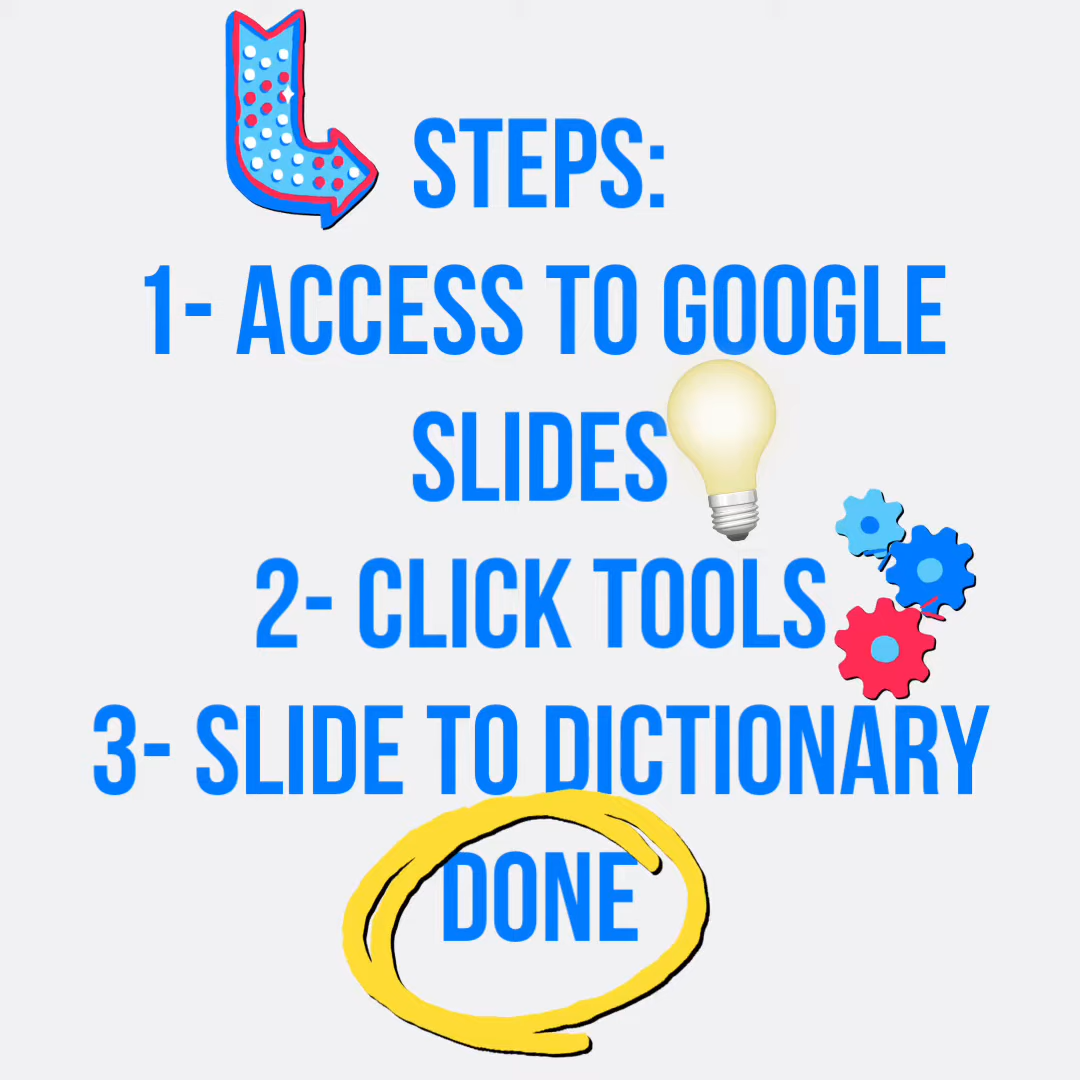 STEPS:
1- ACCESS TO GOOGLE
SLIDES
2- CLICK TOOLS
3- SLIDE TO DICTIONARY
DONE